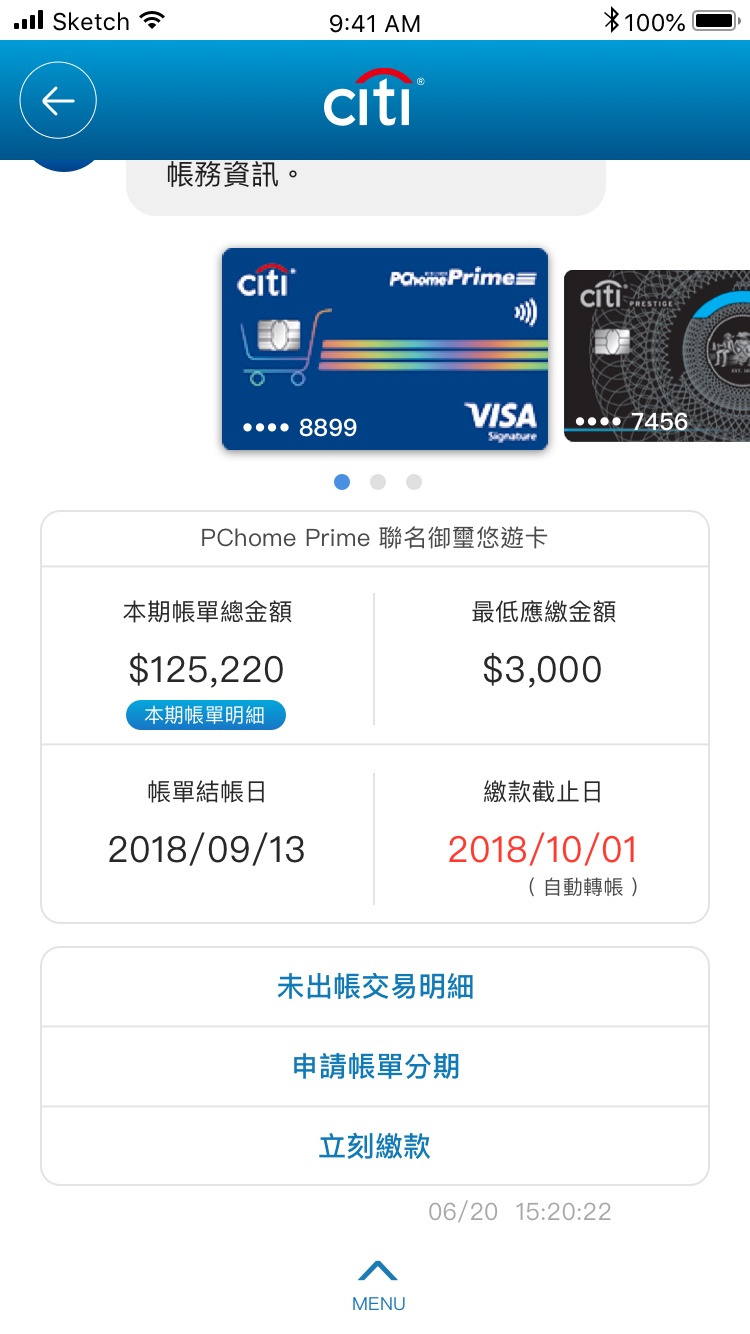 Sketch 9:41 AM 100%
citi®
帳務資訊。
citi PChome Prime
8899
VISA
Signature
citi PRESTIGE
7456
PChome Prime 聯名御璽悠遊卡
本期帳單總金額 最低應繳金額
$125,220 $3,000
本期帳單明細
帳單結帳日 繳款截止日
2018/09/13 2018/10/01
( 自動轉帳 )
未出帳交易明細
申請帳單分期
立刻繳款
06/20 15:20:22
MENU